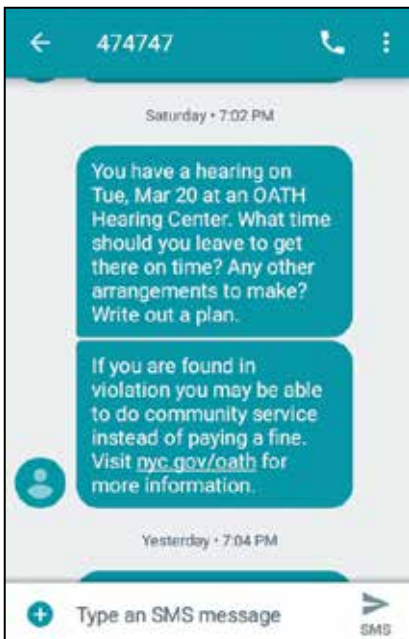 474747
Saturday • 7:02 PM
You have a hearing on
Tue, Mar 20 at an OATH
Hearing Center. What time
should you leave to get
there on time? Any other
arrangements to make?
Write out a plan.
If you are found in
violation you may be able
to do community service
instead of paying a fine.
Visit nyc.gov/oath for
more information.
Yesterday • 7:04 PM
Type an SMS message
SMS